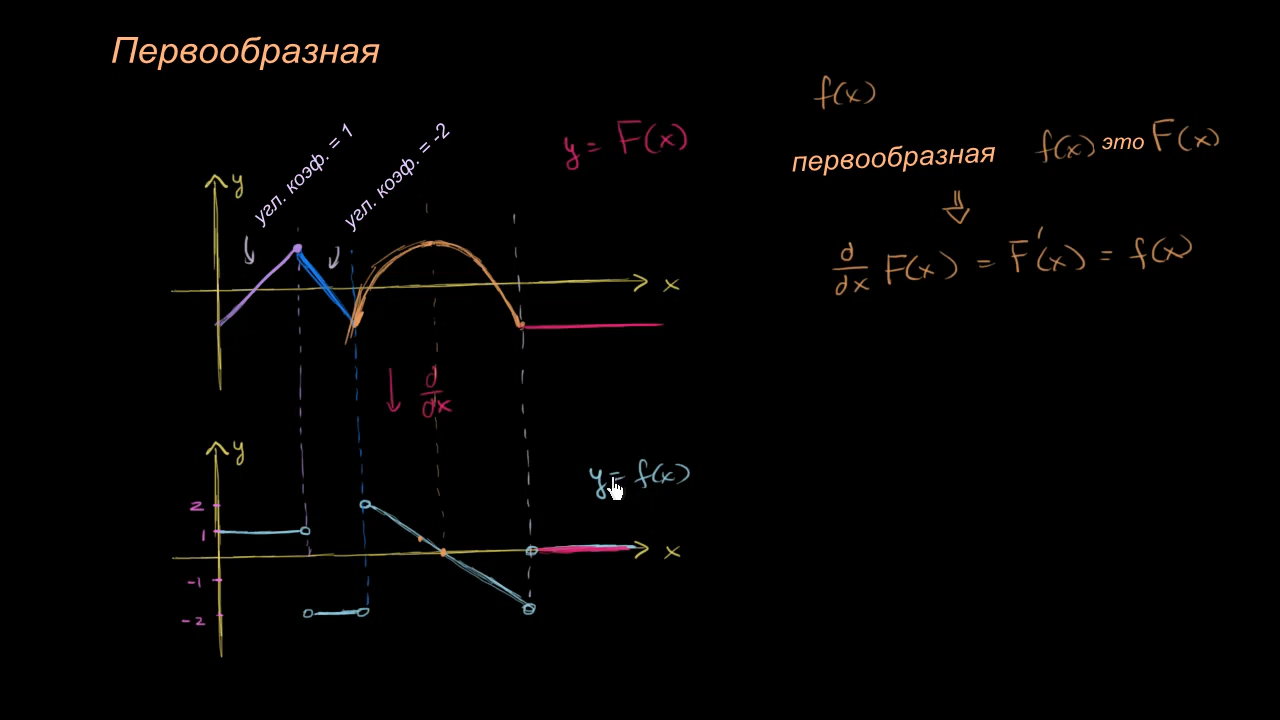 Первообразная
f(x)
y = F(x)
первообразная f(x) это F(x)
угл. коэф. = 1
угл. коэф. = -2
y
⇓
d/dx F(x) = F'(x) = f(x)
x
d/dx
y
y = f(x)
2
1
x
-1
-2